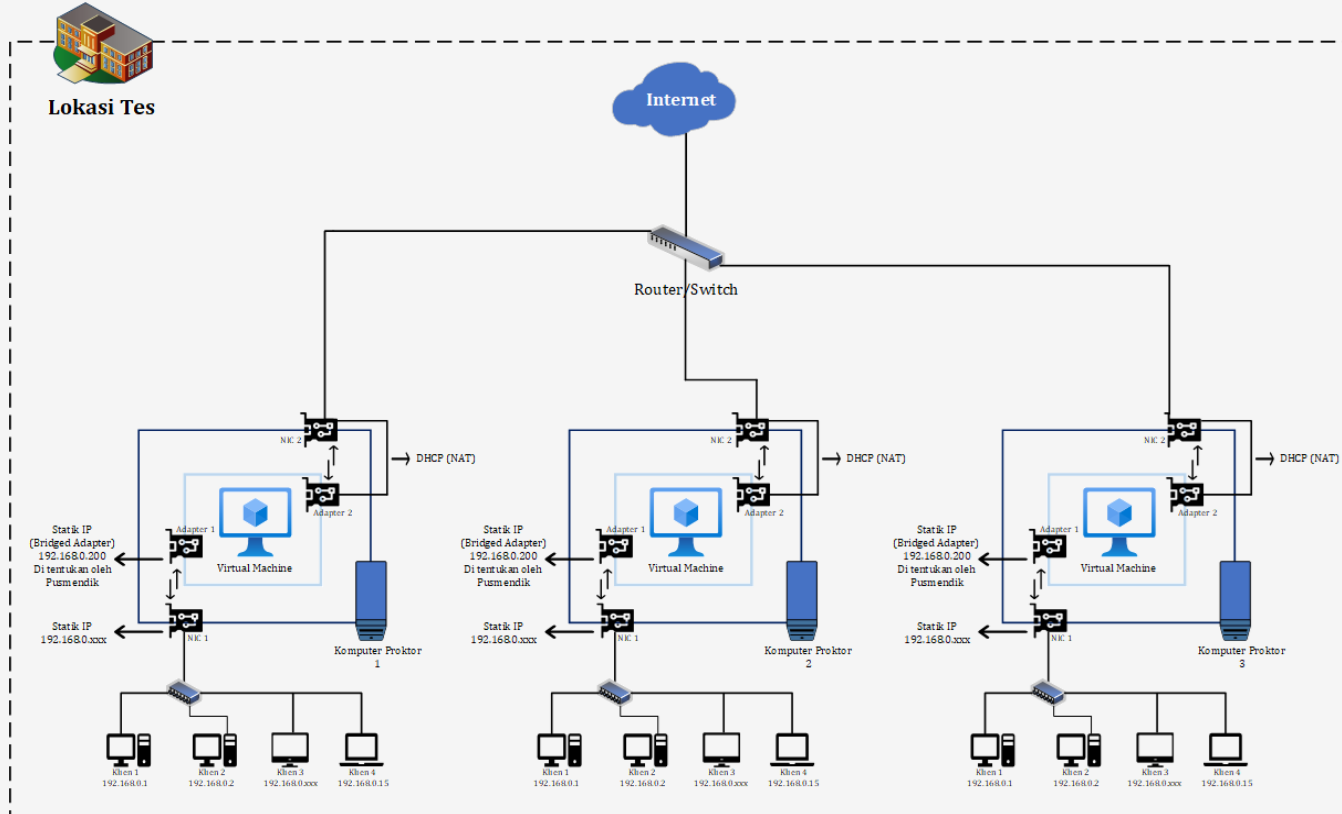 Lokasi Tes
Internet
Router/Switch
NIC 2
DHCP (NAT)
Adapter 2
Adapter 1
Virtual Machine
Statik IP
(Bridged Adapter)
192.168.0.200
Di tentukan oleh
Pusmendik
Statik IP
192.168.0.xxx
NIC 1
Komputer Proktor
1
Klien 1
192.168.0.1
Klien 2
192.168.0.2
Klien 3
192.168.0.xxx
Klien 4
192.168.0.15
NIC 2
DHCP (NAT)
Adapter 2
Adapter 1
Virtual Machine
Statik IP
(Bridged Adapter)
192.168.0.200
Di tentukan oleh
Pusmendik
Statik IP
192.168.0.xxx
NIC 1
Komputer Proktor
2
Klien 1
192.168.0.1
Klien 2
192.168.0.2
Klien 3
192.168.0.xxx
Klien 4
192.168.0.15
NIC 2
DHCP (NAT)
Adapter 2
Adapter 1
Virtual Machine
Statik IP
(Bridged Adapter)
192.168.0.200
Di tentukan oleh
Pusmendik
Statik IP
192.168.0.xxx
NIC 1
Komputer Proktor
3
Klien 1
192.168.0.1
Klien 2
192.168.0.2
Klien 3
192.168.0.xxx
Klien 4
192.168.0.15